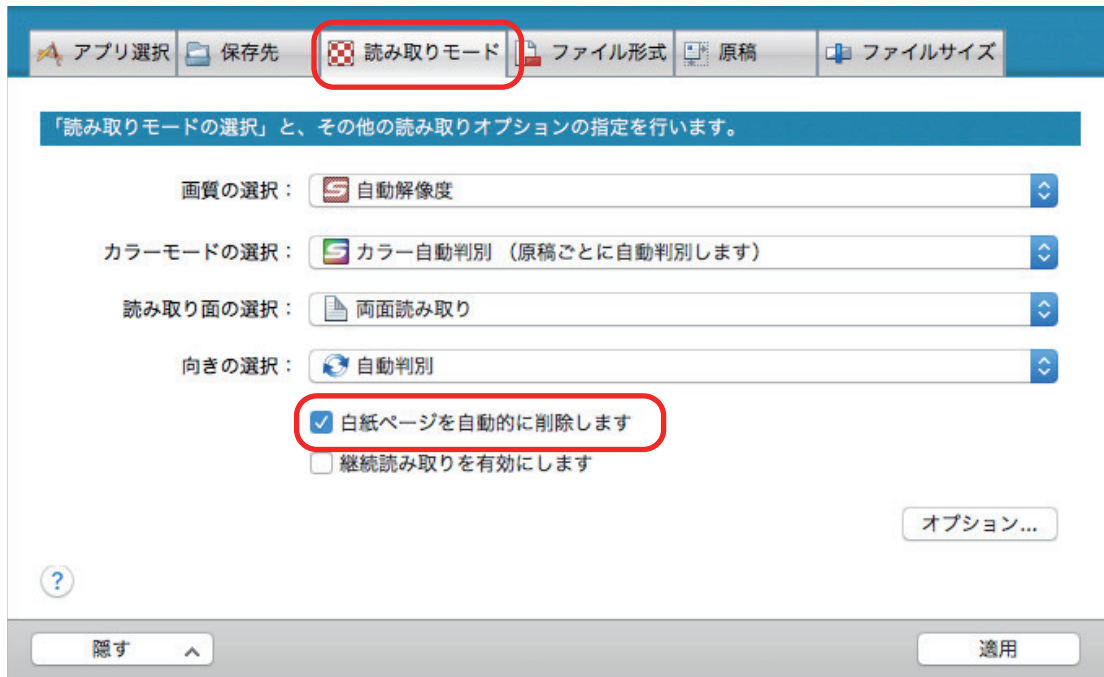 アプリ選択 保存先 読み取りモード ファイル形式 原稿 ファイルサイズ
「読み取りモードの選択」と、その他の読み取りオプションの指定を行います。
画質の選択： 自動解像度
カラーモードの選択： カラー自動判別 （原稿ごとに自動判別します）
読み取り面の選択： 両面読み取り
向きの選択： 自動判別
白紙ページを自動的に削除します
継続読み取りを有効にします
オプション...
?
隠す 適用